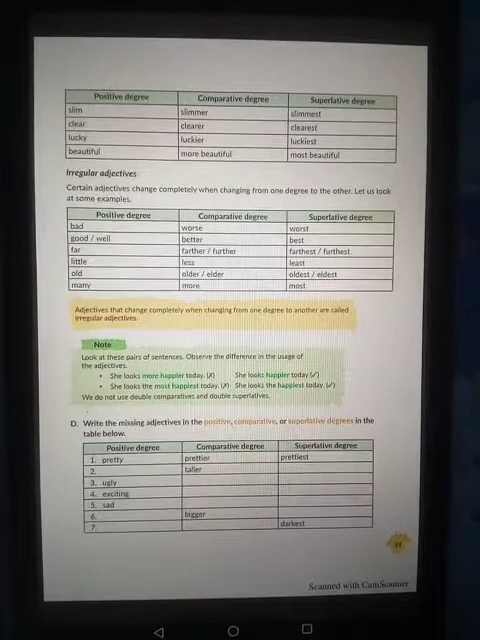 Positive degree Comparative degree Superlative degree
slim slimmer slimmest
clear clearer clearest
lucky luckier luckiest
beautiful more beautiful most beautiful
Irregular adjectives
Certain adjectives change completely when changing from one degree to the other. Let us look
at some examples.
Positive degree Comparative degree Superlative degree
bad worse worst
good / well better best
far farther / further farthest / furthest
little less least
old older / elder oldest / eldest
many more most
Adjectives that change completely when changing from one degree to another are called
Irregular adjectives.
Note
Look at these pairs of sentences. Observe the difference in the usage of
the adjectives.
• She looks more happier today. (✗) She looks happier today (✓)
• She looks the most happiest today. (✗) She looks the happiest today. (✓)
We do not use double comparatives and double superlatives.
D. Write the missing adjectives in the positive, comparative, or superlative degrees in the
table below.
Positive degree Comparative degree Superlative degree
1. pretty prettier prettiest
2. taller
3. ugly
4. exciting
5. sad
6. bigger
7. darkest
Scanned with CamScanner